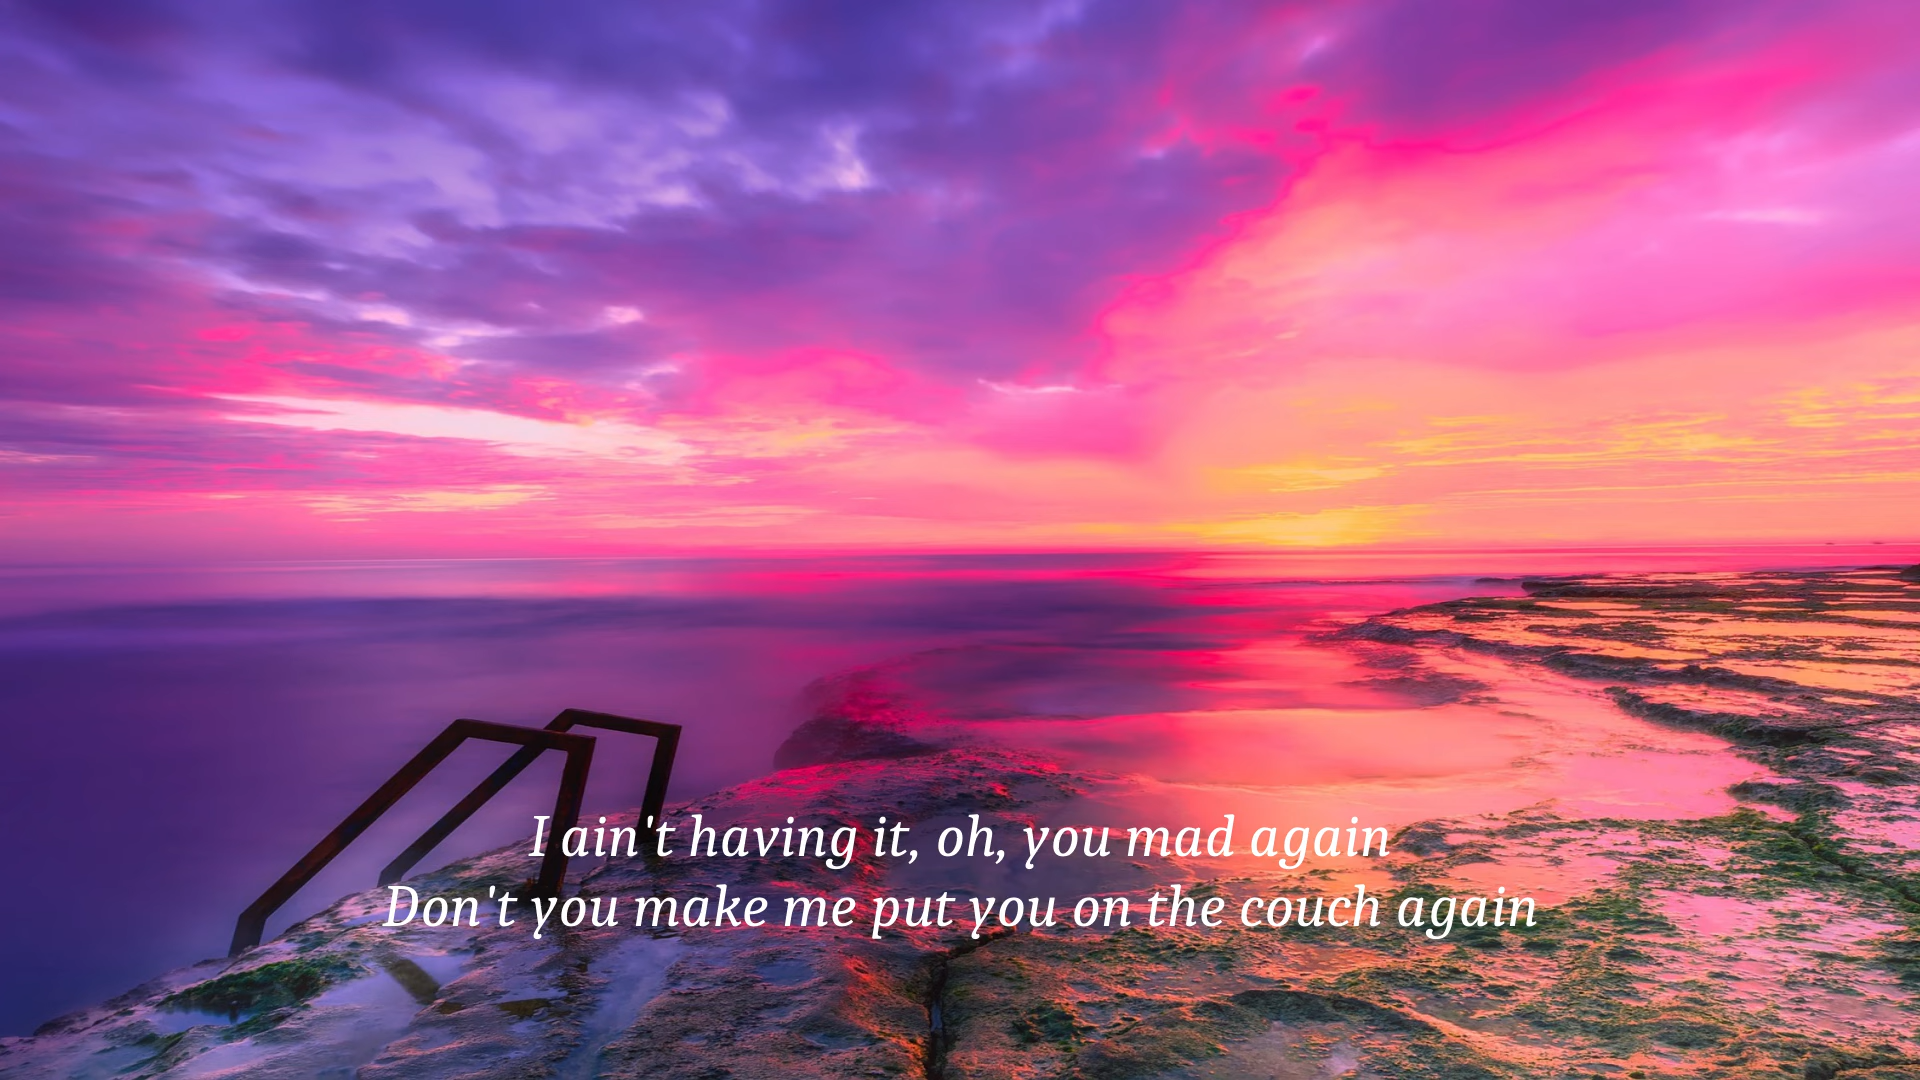 I ain't having it, oh, you mad again
Don't you make me put you on the couch again